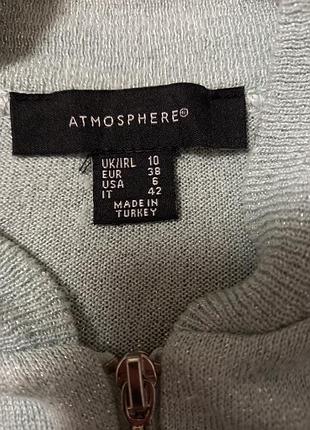 ATMOSPHERE®
UK/IRL 10
EUR 38
USA 6
IT 42
MADE IN
TURKEY